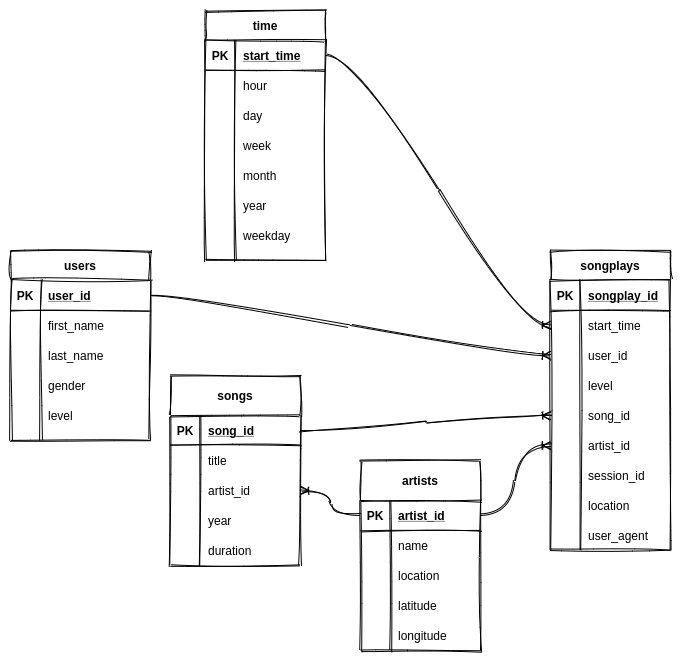 time
PK start_time
hour
day
week
month
year
weekday
users
PK user_id
first_name
last_name
gender
level
songs
PK song_id
title
artist_id
year
duration
artists
PK artist_id
name
location
latitude
longitude
songplays
PK songplay_id
start_time
user_id
level
song_id
artist_id
session_id
location
user_agent